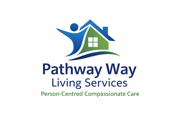 Pathway Way
Living Services
Person-Centred Compassionate Care